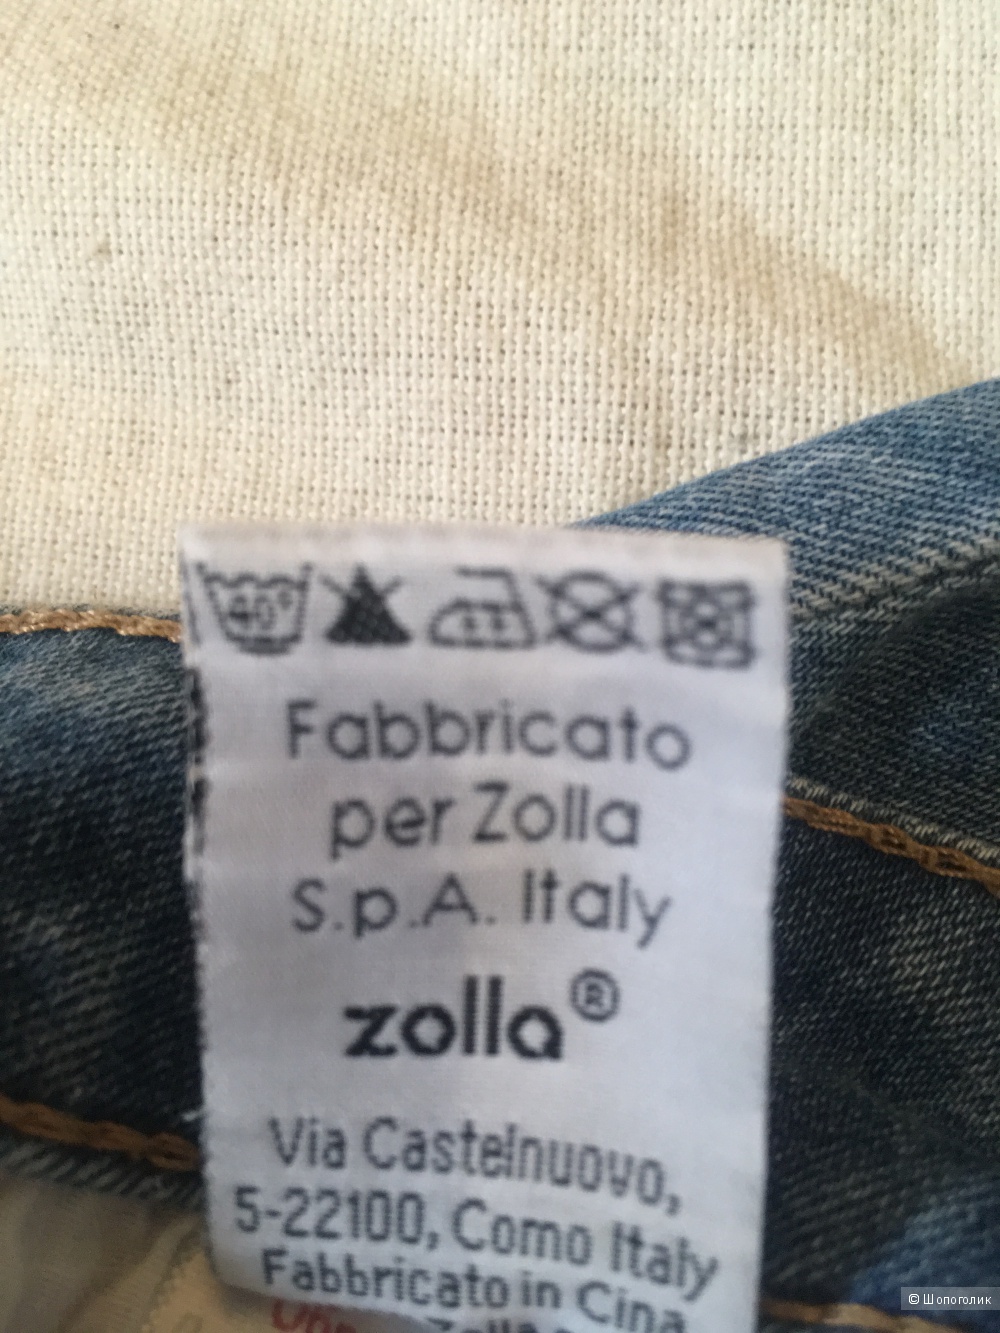 40°
Fabbricato
per Zolla
S.p.A. Italy
zolla®
Via Castelnuovo,
5-22100, Como Italy
Fabbricato in Cina
© Шопоголик